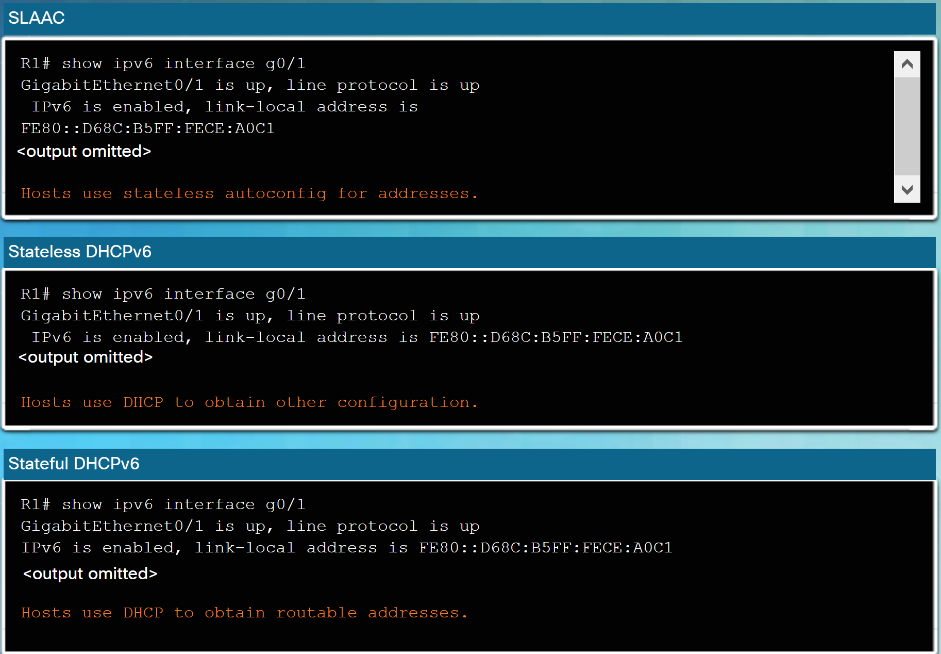 SLAAC
R1# show ipv6 interface g0/1
GigabitEthernet0/1 is up, line protocol is up
IPv6 is enabled, link-local address is
FE80::D68C:B5FF:FECE:A0C1
<output omitted>
Hosts use stateless autoconfig for addresses.
Stateless DHCPv6
R1# show ipv6 interface g0/1
GigabitEthernet0/1 is up, line protocol is up
IPv6 is enabled, link-local address is FE80::D68C:B5FF:FECE:A0C1
<output omitted>
Hosts use DHCP to obtain other configuration.
Stateful DHCPv6
R1# show ipv6 interface g0/1
GigabitEthernet0/1 is up, line protocol is up
IPv6 is enabled, link-local address is FE80::D68C:B5FF:FECE:A0C1
<output omitted>
Hosts use DHCP to obtain routable addresses.